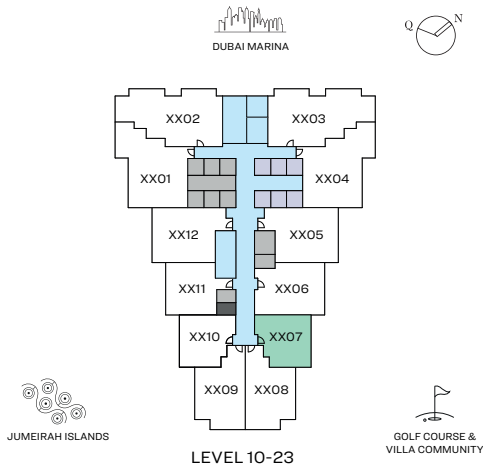 DUBAI MARINA
Q N
XX02 XX03
XX01 XX04
XX12 XX05
XX11 XX06
XX10 XX07
XX09 XX08
JUMEIRAH ISLANDS
GOLF COURSE &
VILLA COMMUNITY
LEVEL 10-23